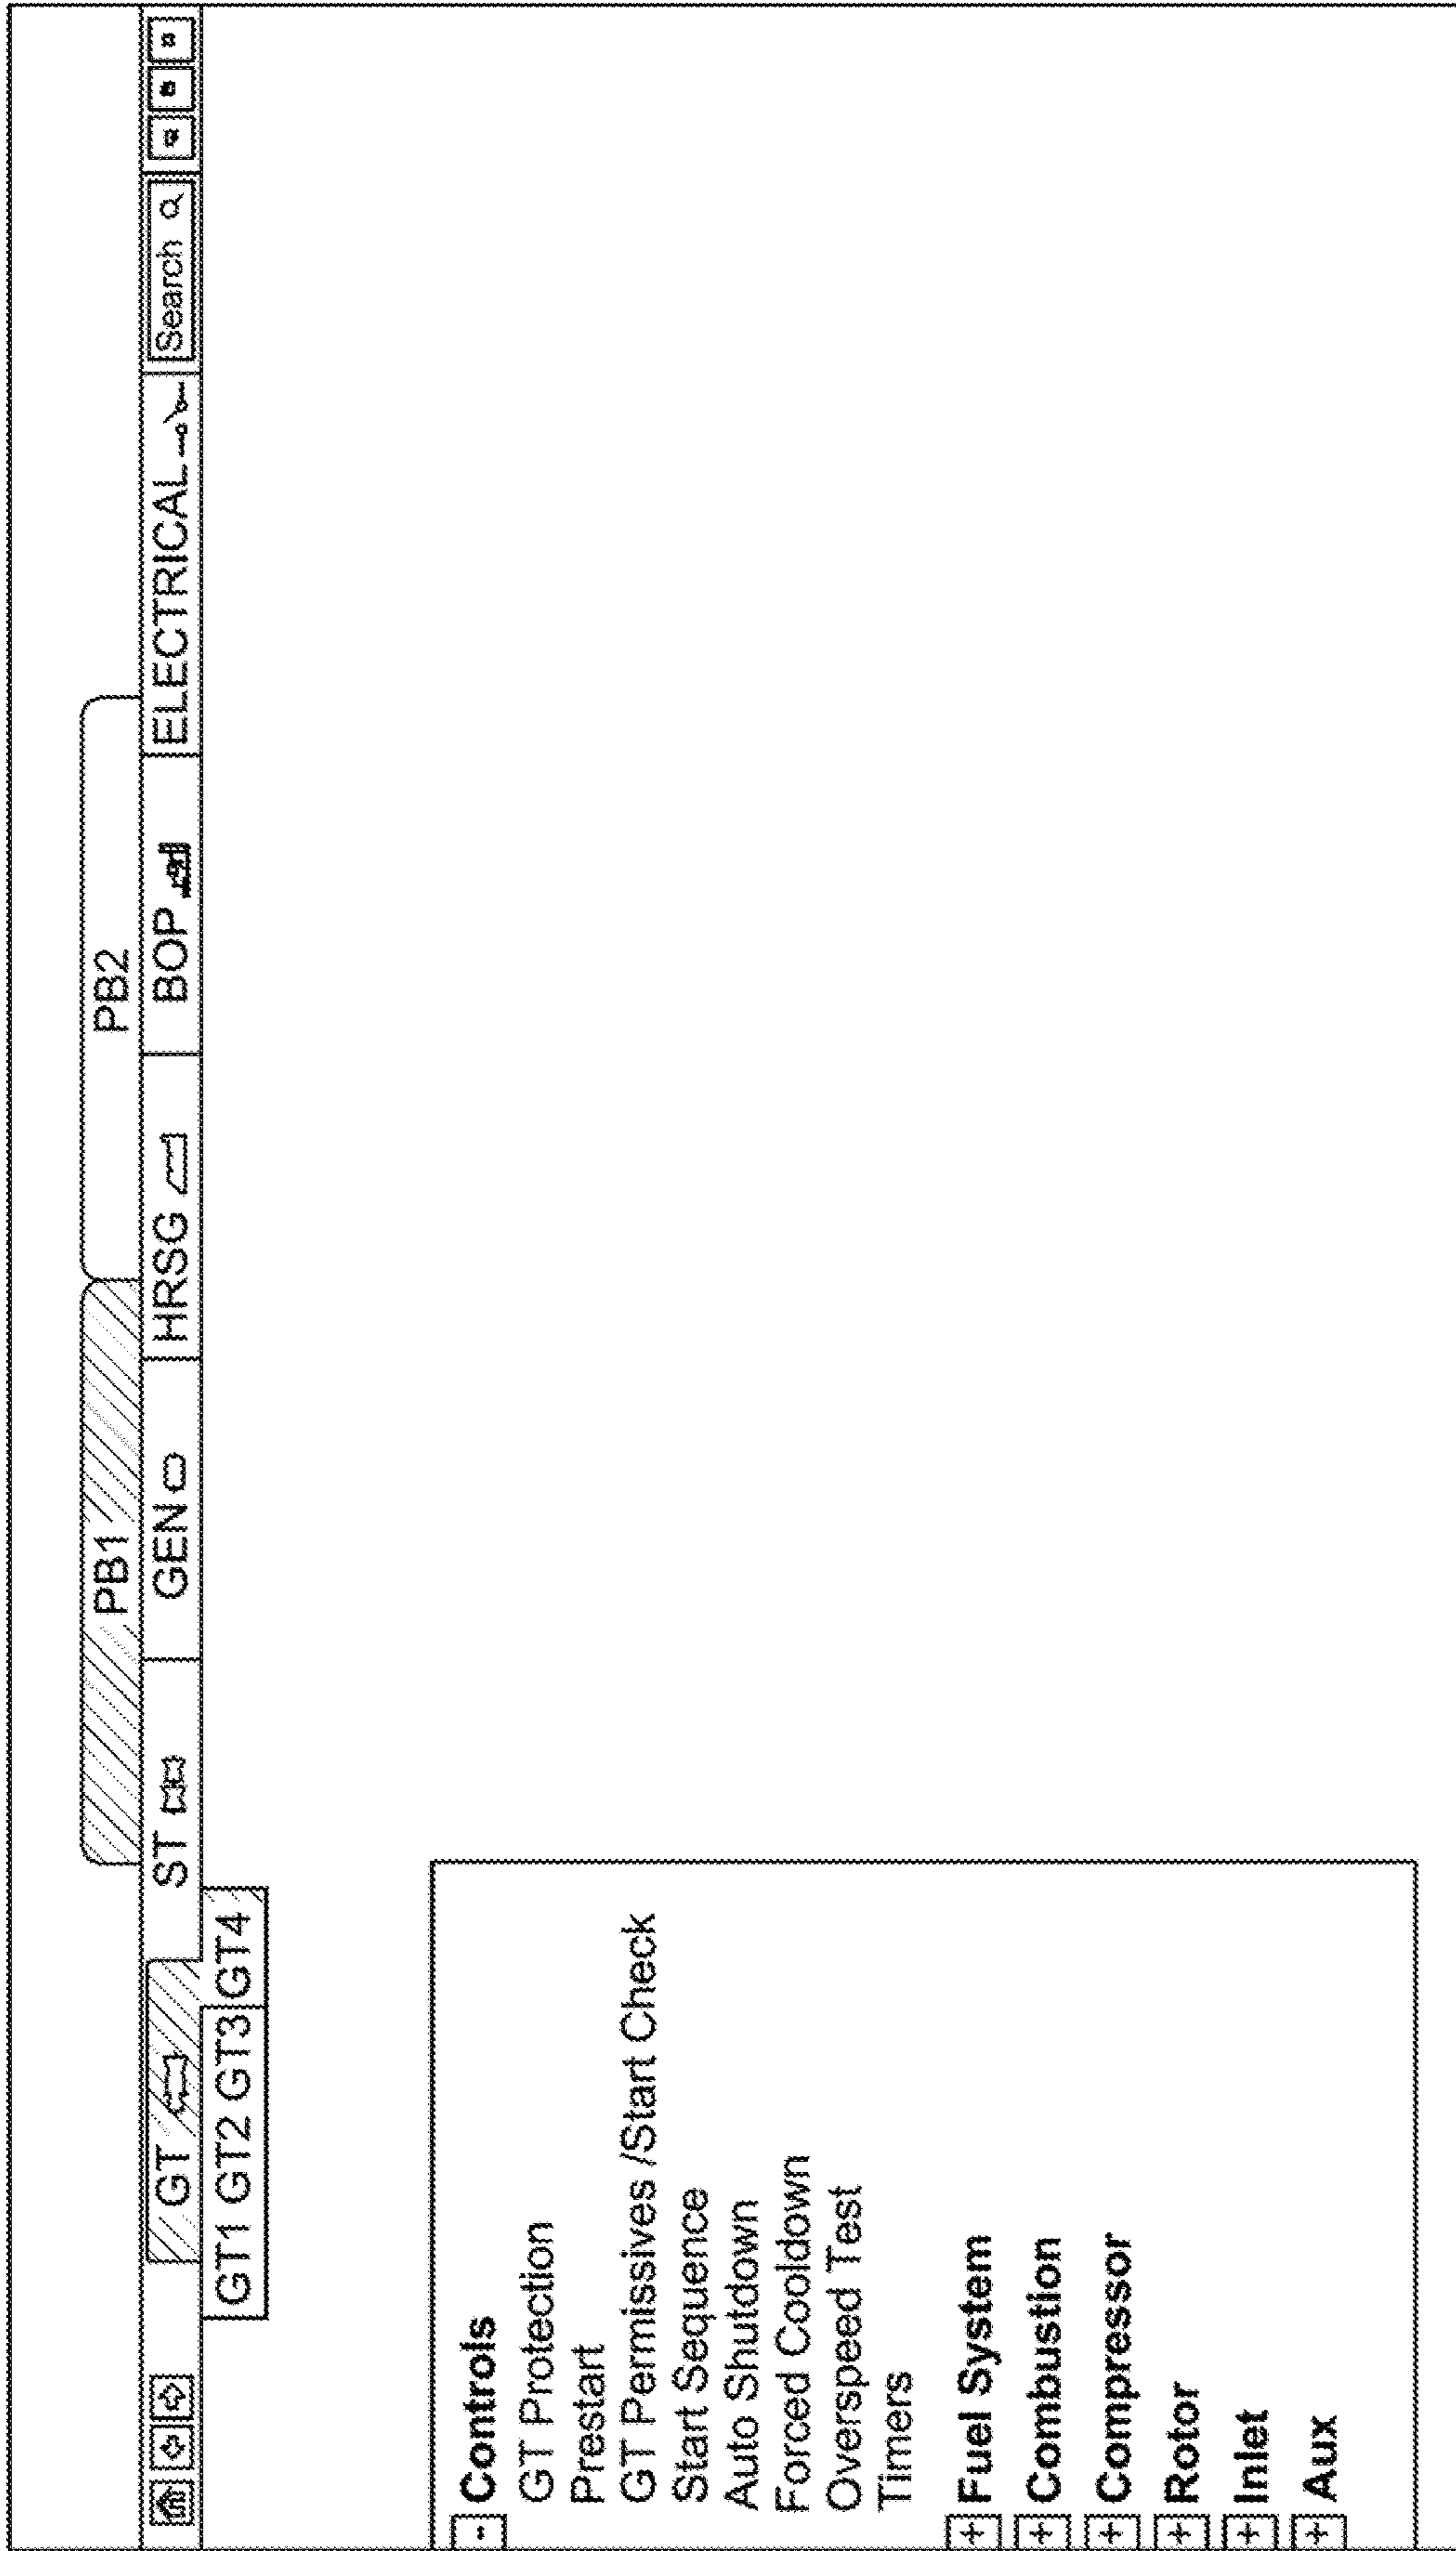 PB1 PB2
GT ST GEN HRSG BOP ELECTRICAL Search
GT1 GT2 GT3 GT4
- Controls
GT Protection
Prestart
GT Permissives /Start Check
Start Sequence
Auto Shutdown
Forced Cooldown
Overspeed Test
Timers
+ Fuel System
+ Combustion
+ Compressor
+ Rotor
+ Inlet
+ Aux